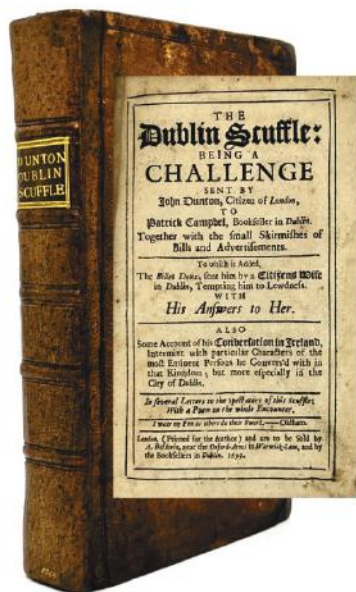 DUNTON
DUBLIN
SCUFFLE
THE
Dublin Scuffle:
BEING A
CHALLENGE
SENT BY
John Dunton, Citizen of London,
TO
Patrick Campbel, Bookseller in Dublin.
Together with the small Skirmishes of
Bills and Advertisements.
To which is Added,
The Billet Doux, sent him by a Citizens Wife
in Dublin, Tempting him to Lewdness.
WITH
His Answers to Her.
ALSO
Some Account of his Conversation in Ireland,
Intermixt with particular Characters of the
most Eminent Persons he Convers'd with in
that Kingdom; but more especially in the
City of Dublin.
In several Letters to the Spectators of this Scuffle;
With a Poem on the whole Encounter.
I wear my Pen as others do their Sword.——Oldham.
London, (Printed for the Author) and are to be Sold by
A. Baldwin, near the Oxford-Arms in Warwick-Lane, and by
the Booksellers in Dublin. 1699.